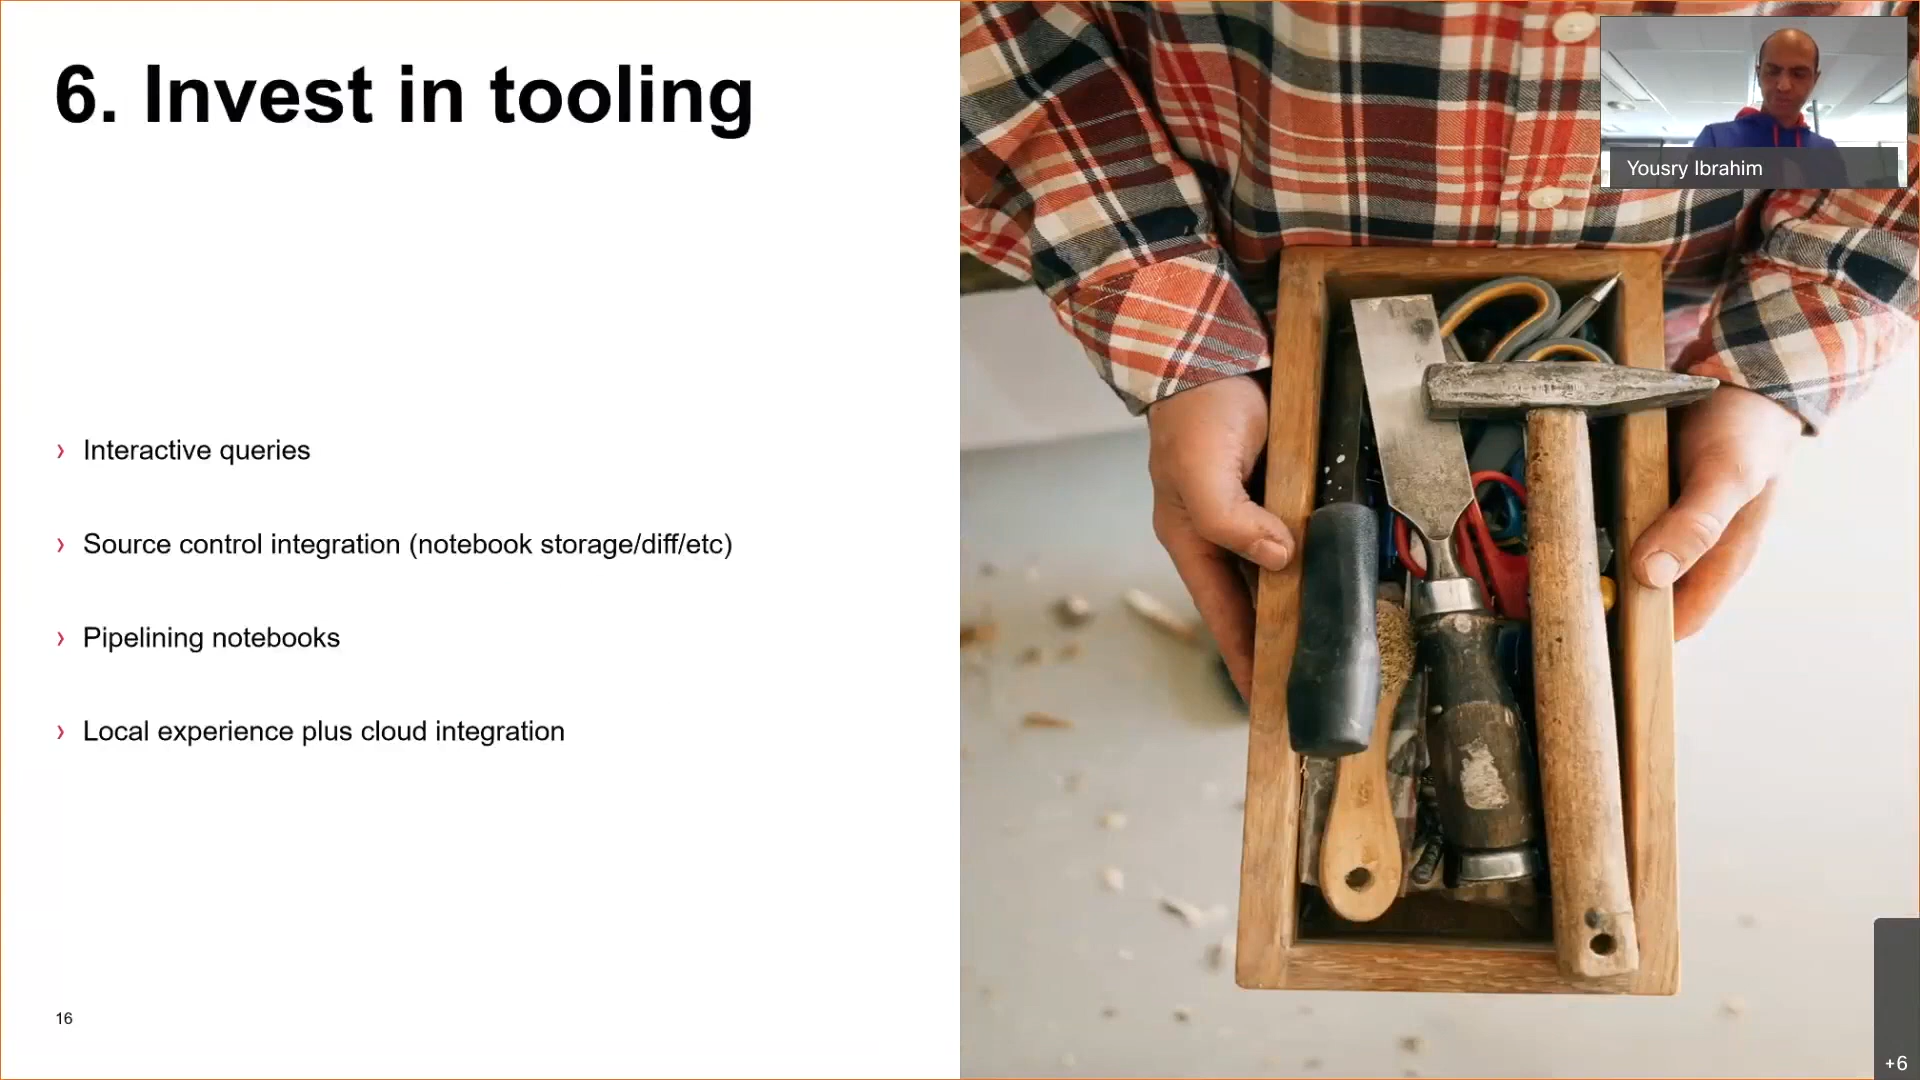 6. Invest in tooling
› Interactive queries
› Source control integration (notebook storage/diff/etc)
› Pipelining notebooks
› Local experience plus cloud integration
16
Yousry Ibrahim
+6